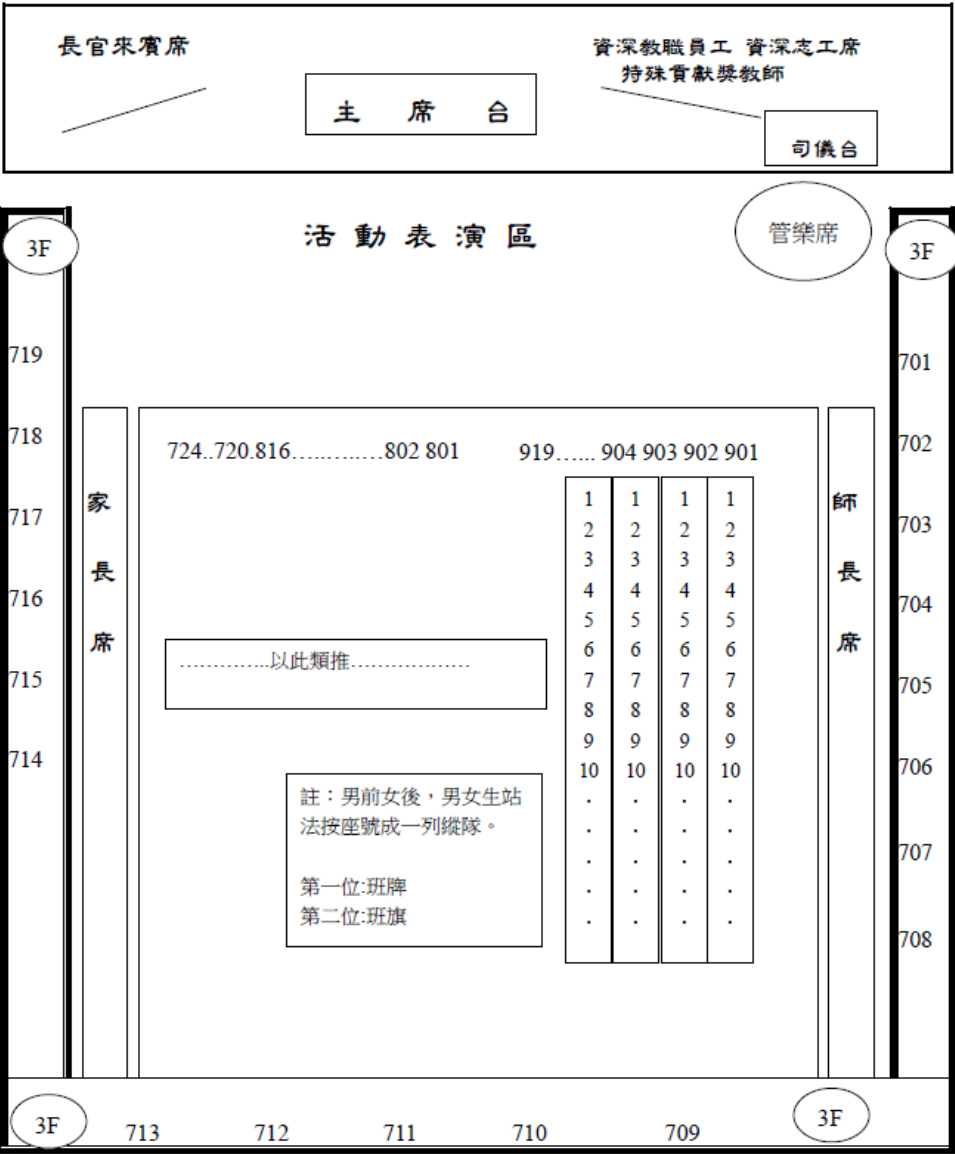 長官來賓席
資深教職員工 資深志工席
特殊貢獻獎教師
主 席 台
司儀台
3F
活 動 表 演 區
管樂席
3F
719
718
717
716
715
714
家
長
席
724..720.816……….…802 801
919…... 904 903 902 901
1 1 1 1
2 2 2 2
3 3 3 3
4 4 4 4
5 5 5 5
6 6 6 6
7 7 7 7
8 8 8 8
9 9 9 9
10 10 10 10
. . . .
. . . .
. . . .
. . . .
. . . .
…………..以此類推………………
註：男前女後，男女生站
法按座號成一列縱隊。
第一位:班牌
第二位:班旗
師
長
席
701
702
703
704
705
706
707
708
3F
713 712 711 710 709
3F